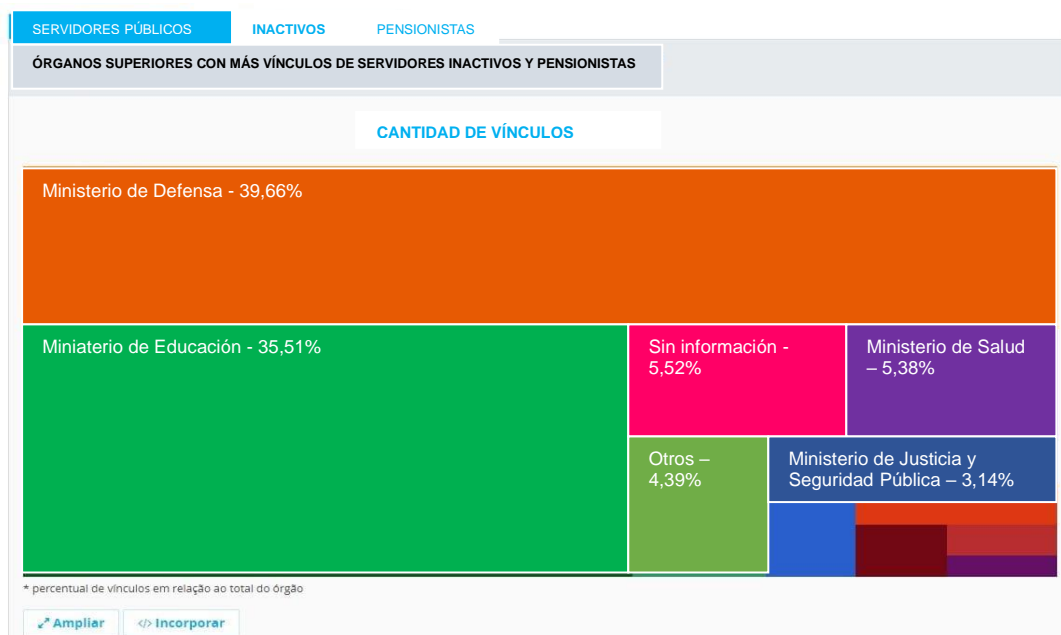 SERVIDORES PÚBLICOS INACTIVOS PENSIONISTAS
ÓRGANOS SUPERIORES CON MÁS VÍNCULOS DE SERVIDORES INACTIVOS Y PENSIONISTAS
CANTIDAD DE VÍNCULOS
Ministerio de Defensa - 39,66%
Miniaterio de Educación - 35,51%
Sin información -
5,52%
Ministerio de Salud
– 5,38%
Otros –
4,39%
Ministerio de Justicia y
Seguridad Pública – 3,14%
* percentual de vínculos em relação ao total do órgão
Ampliar </> Incorporar